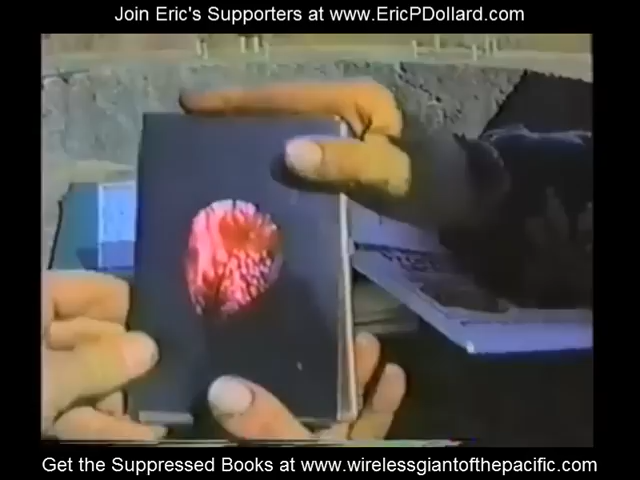 Join Eric's Supporters at www.EricPDollard.com
Get the Suppressed Books at www.wirelessgiantofthepacific.com